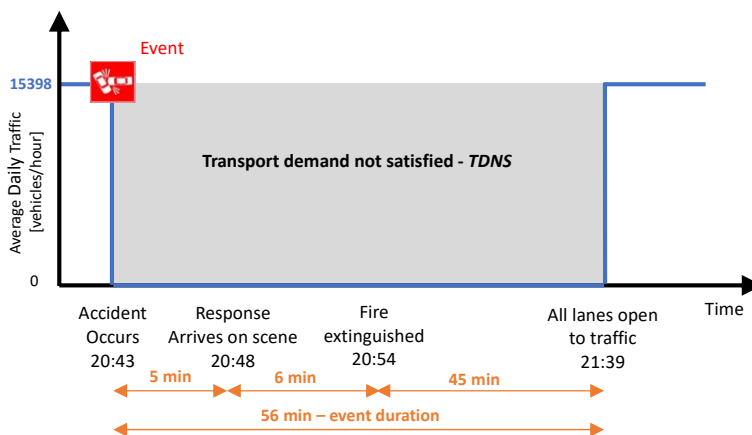 Event
15398
Average Daily Traffic
[vehicles/hour]
Transport demand not satisfied - TDNS
0
Time
Accident
Occurs
20:43
Response
Arrives on scene
20:48
Fire
extinguished
20:54
All lanes open
to traffic
21:39
5 min
6 min
45 min
56 min – event duration